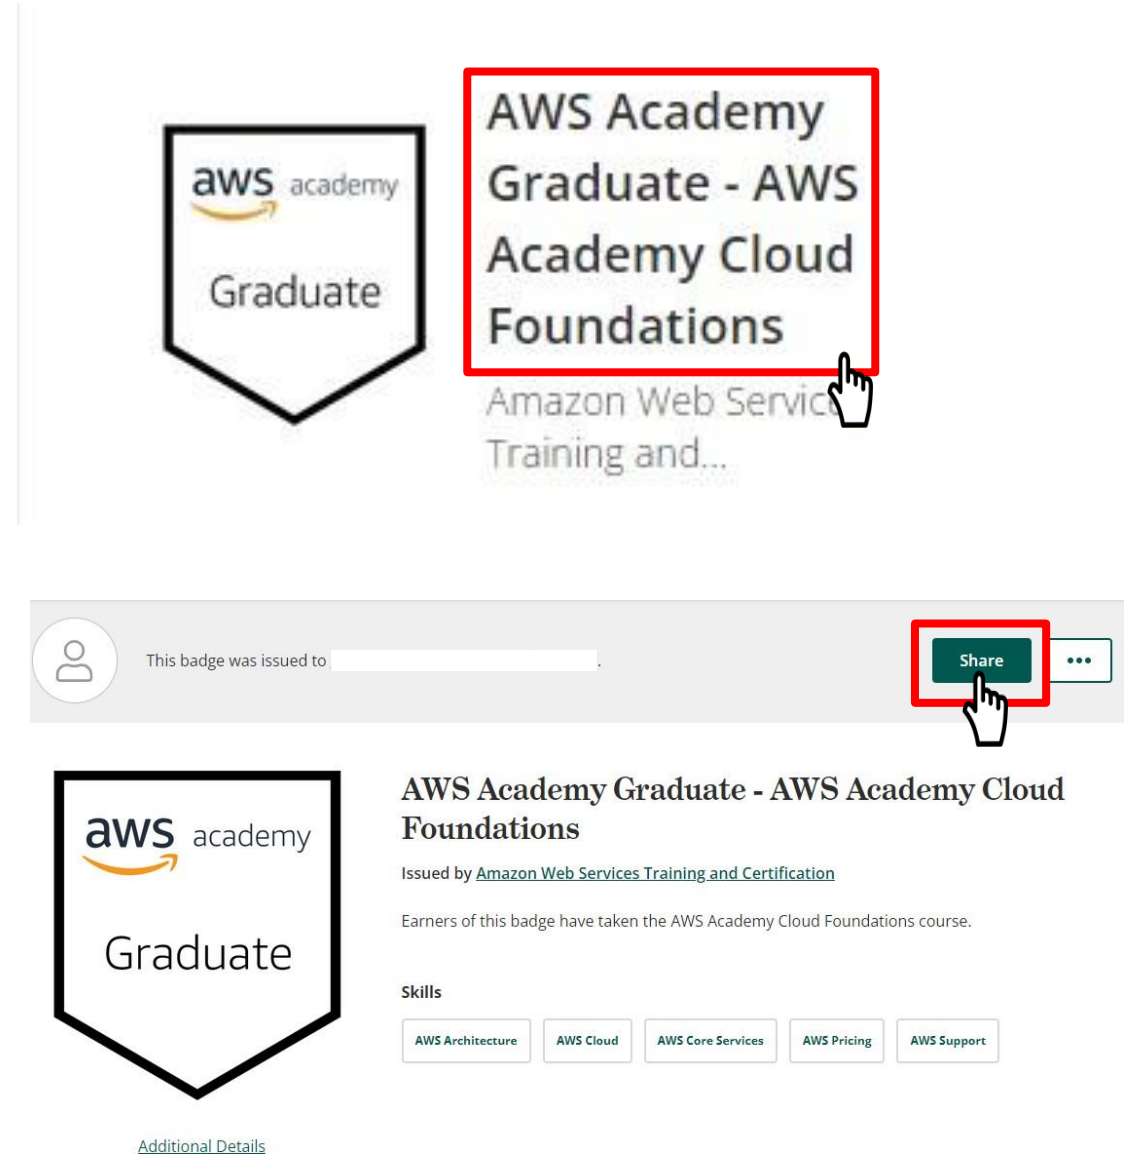 aws academy
Graduate
AWS Academy
Graduate - AWS
Academy Cloud
Foundations
Amazon Web Service
Training and...
This badge was issued to .
Share
•••
aws academy
Graduate
AWS Academy Graduate - AWS Academy Cloud
Foundations
Issued by Amazon Web Services Training and Certification
Earners of this badge have taken the AWS Academy Cloud Foundations course.
Skills
AWS Architecture AWS Cloud AWS Core Services AWS Pricing AWS Support
Additional Details